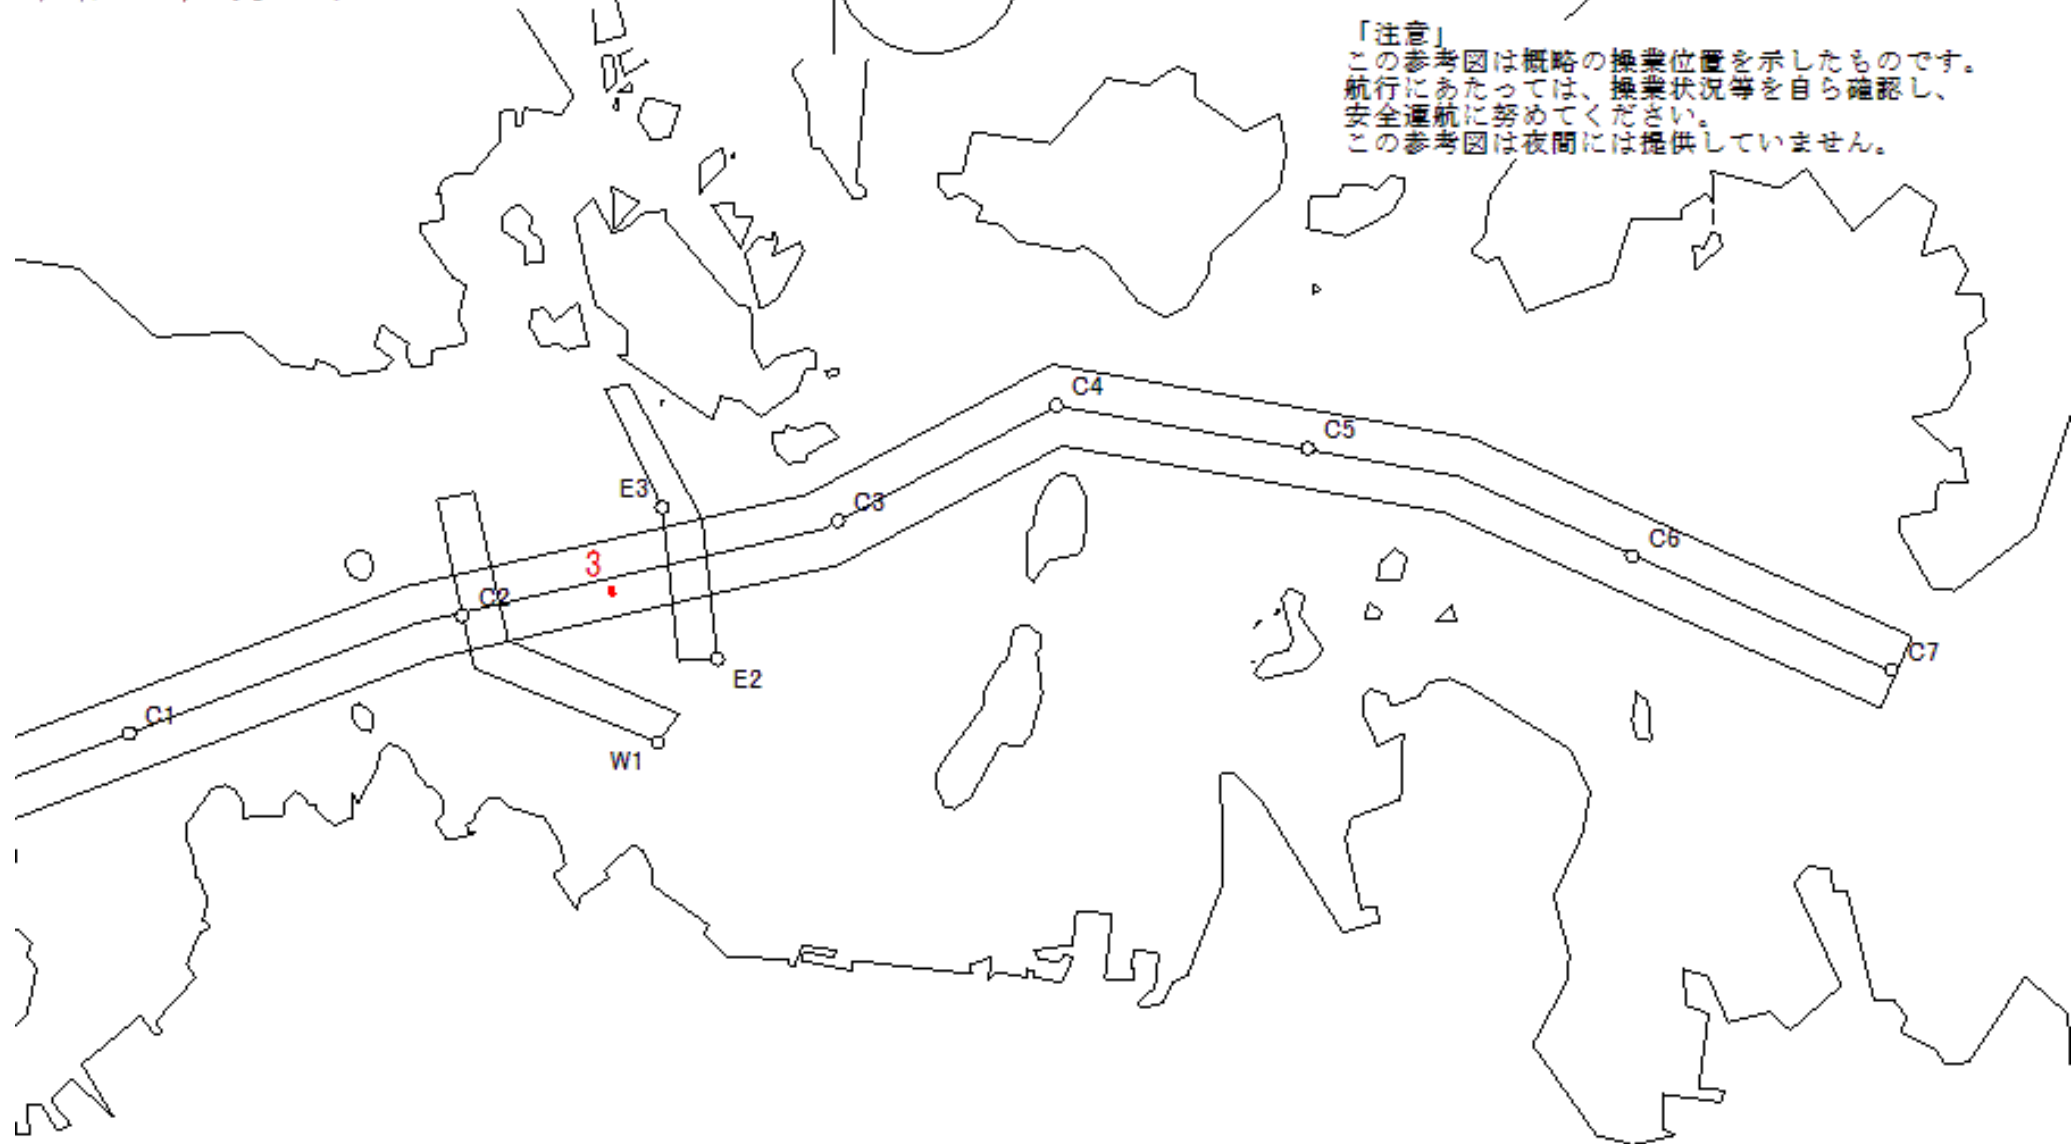 「注意」
この参考図は概略の操業位置を示したものです。
航行にあたっては、操業状況等を自ら確認し、
安全運航に努めてください。
この参考図は夜間には提供していません。
C4
C5
E3
C3
C6
3
C2
C7
E2
C1
W1